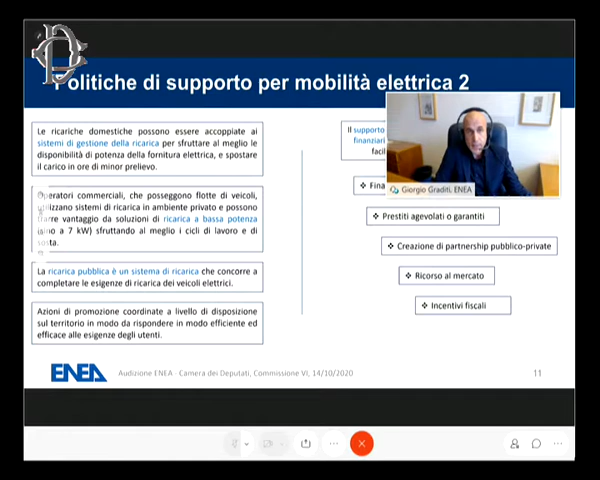 Politiche di supporto per mobilità elettrica 2
Le ricariche domestiche possono essere accoppiate ai
sistemi di gestione della ricarica per sfruttare al meglio le
disponibilità di potenza della fornitura elettrica, e spostare
il carico in ore di minor prelievo.
Operatori commerciali, che posseggono flotte di veicoli,
utilizzano sistemi di ricarica in ambiente privato e possono
trarre vantaggio da soluzioni di ricarica a bassa potenza
(sino a 7 kW) sfruttando al meglio i cicli di lavoro e di
sosta.
La ricarica pubblica è un sistema di ricarica che concorre a
completare le esigenze di ricarica dei veicoli elettrici.
Azioni di promozione coordinate a livello di disposizione
sul territorio in modo da rispondere in modo efficiente ed
efficace alle esigenze degli utenti.
Il supporto
finanziari
facil
Giorgio Graditi, ENEA
❖ Fina
❖ Prestiti agevolati o garantiti
❖ Creazione di partnership pubblico-private
❖ Ricorso al mercato
❖ Incentivi fiscali
ENEA
Audizione ENEA - Camera dei Deputati, Commissione VI, 14/10/2020
11